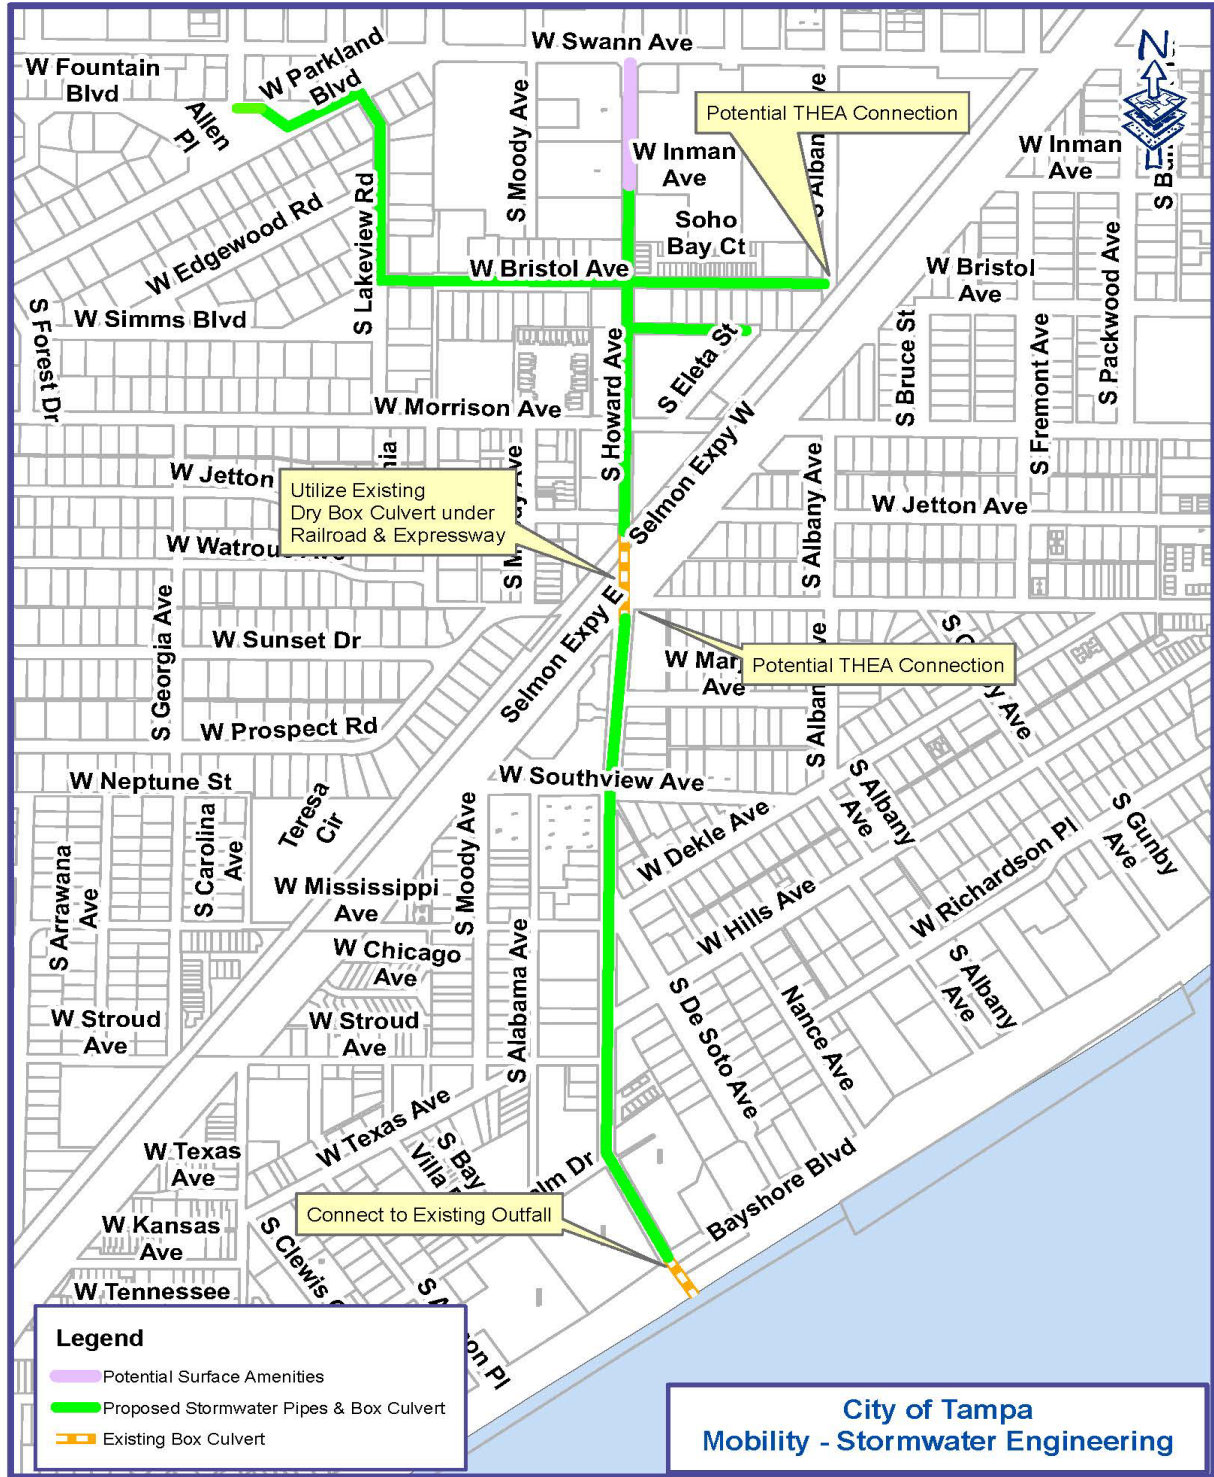 W Swann Ave
W Fountain
Blvd
W Parkland
Blvd
Allen
Pl
S Moody Ave
Potential THEA Connection
N
W Inman
Ave
W Inman
Ave
S Packwood Ave
Soho
Bay Ct
W Edgewood Rd
S Lakeview Rd
W Bristol Ave
W Bristol
Ave
W Simms Blvd
S Forest Dr
S Howard Ave
S Eleta St
S Bruce St
S Fremont Ave
W Morrison Ave
Selmon Expy W
W Jetton
Utilize Existing
Dry Box Culvert under
Railroad & Expressway
S Albany Ave
W Jetton Ave
W Sunset Dr
S Georgia Ave
Selmon Expy E
Potential THEA Connection
Ave
W Prospect Rd
W Neptune St
W Southview Ave
Teresa
Cir
S Carolina
Ave
S Arrawana
Ave
S Moody Ave
W Dekle Ave
S Albany
Ave
S Gunby
Ave
W Mississippi
Ave
W Hills Ave
W Richardson Pl
W Chicago
Ave
S Alabama Ave
S Albany
Ave
W Stroud
Ave
W Stroud
Ave
S De Soto Ave
Nance Ave
W Texas Ave
W Texas
Ave
S Bay
Villa
Bayshore Blvd
Connect to Existing Outfall
W Kansas
Ave
S Clewis
W Tennessee
Legend
Potential Surface Amenities
Proposed Stormwater Pipes & Box Culvert
Existing Box Culvert
City of Tampa
Mobility - Stormwater Engineering